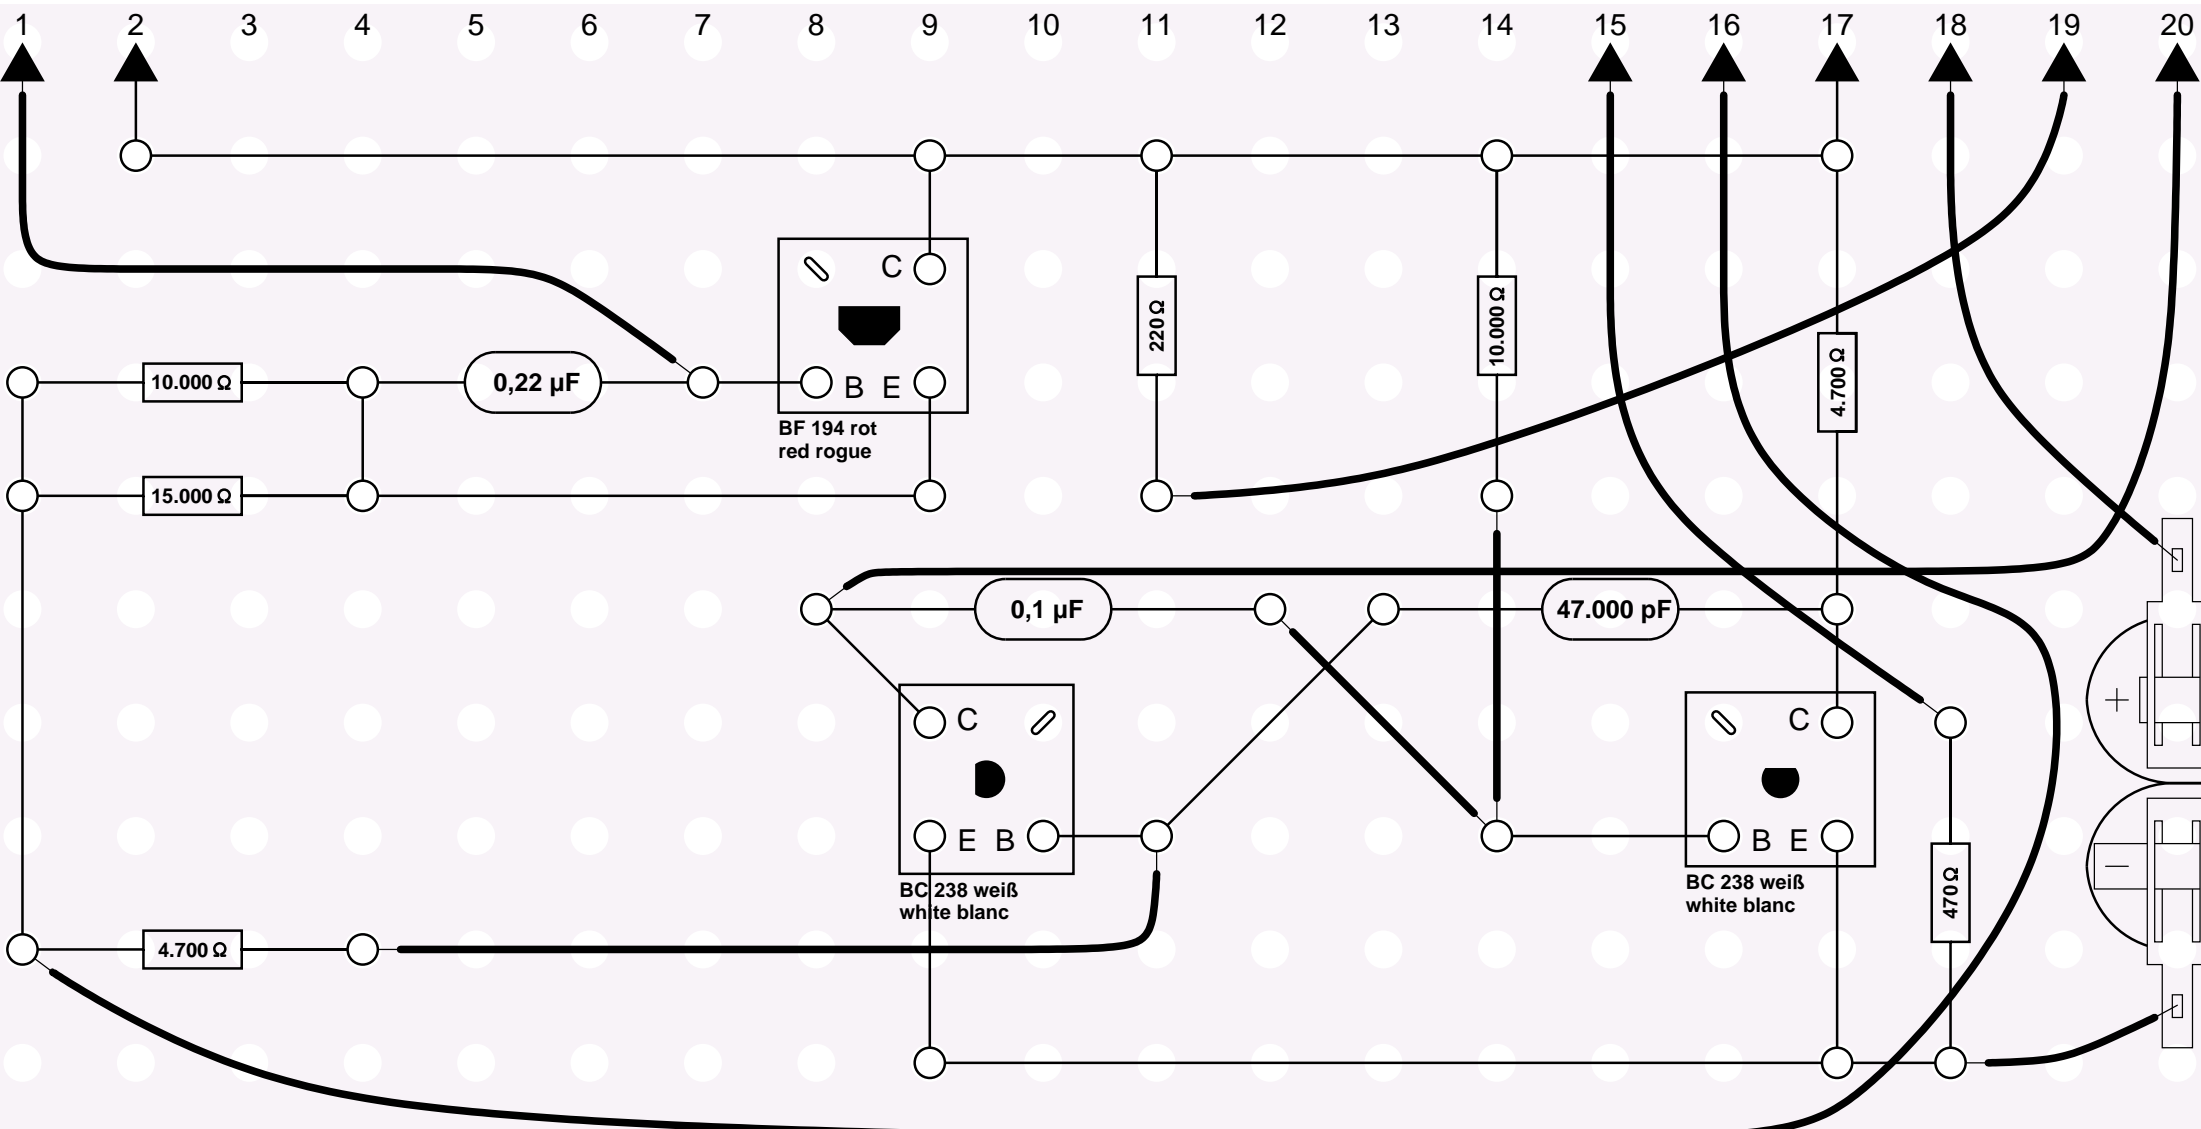 1 2 3 4 5 6 7 8 9 10 11 12 13 14 15 16 17 18 19 20
C
220 Ω
10.000 Ω
4.700 Ω
10.000 Ω
0,22 µF
B E
BF 194 rot
red rogue
15.000 Ω
0,1 µF
47.000 pF
+
C
C
E B
B E
BC 238 weiß
white blanc
BC 238 weiß
white blanc
470 Ω
−
4.700 Ω